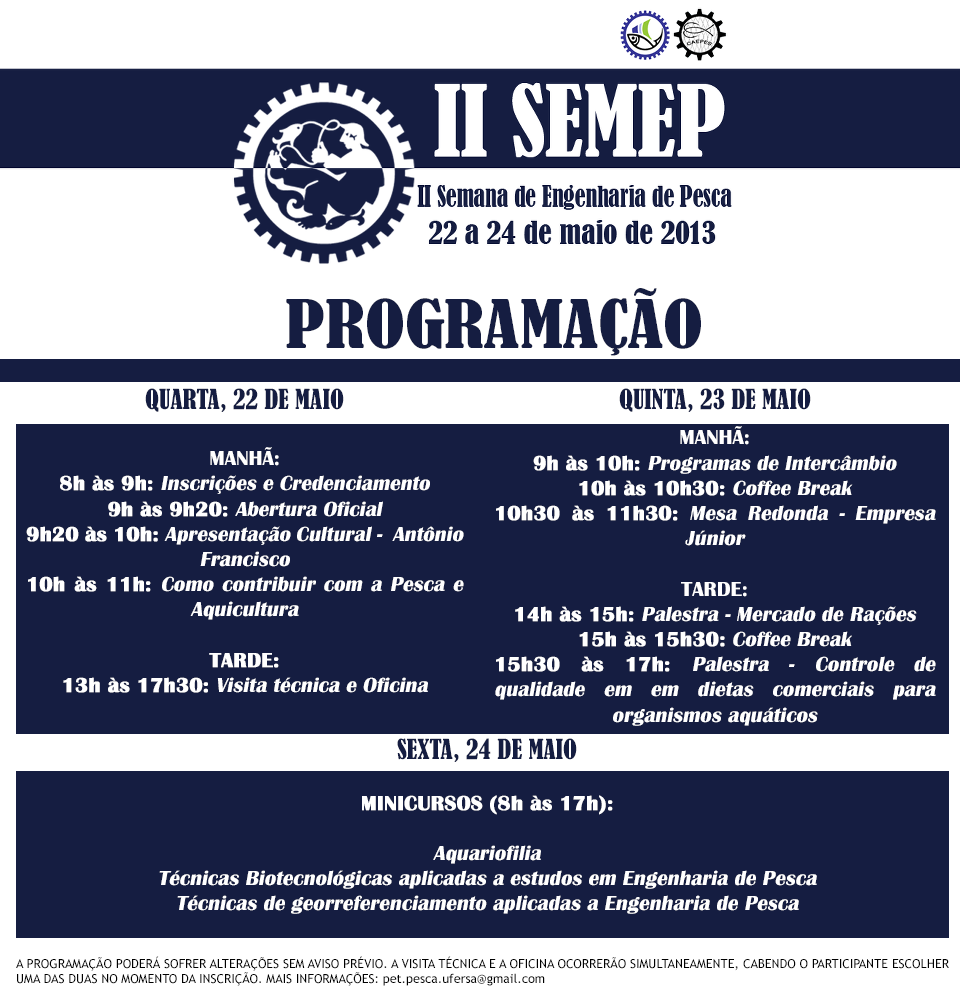 CAEPES
II SEMEP
II Semana de Engenharia de Pesca
22 a 24 de maio de 2013
PROGRAMAÇÃO
QUARTA, 22 DE MAIO
MANHÃ:
8h às 9h: Inscrições e Credenciamento
9h às 9h20: Abertura Oficial
9h20 às 10h: Apresentação Cultural - Antônio
Francisco
10h às 11h: Como contribuir com a Pesca e
Aquicultura
TARDE:
13h às 17h30: Visita técnica e Oficina
QUINTA, 23 DE MAIO
MANHÃ:
9h às 10h: Programas de Intercâmbio
10h às 10h30: Coffee Break
10h30 às 11h30: Mesa Redonda - Empresa
Júnior
TARDE:
14h às 15h: Palestra - Mercado de Rações
15h às 15h30: Coffee Break
15h30 às 17h: Palestra - Controle de
qualidade em em dietas comerciais para
organismos aquáticos
SEXTA, 24 DE MAIO
MINICURSOS (8h às 17h):
Aquariofilia
Técnicas Biotecnológicas aplicadas a estudos em Engenharia de Pesca
Técnicas de georreferenciamento aplicadas a Engenharia de Pesca
A PROGRAMAÇÃO PODERÁ SOFRER ALTERAÇÕES SEM AVISO PRÉVIO. A VISITA TÉCNICA E A OFICINA OCORRERÃO SIMULTANEAMENTE, CABENDO O PARTICIPANTE ESCOLHER
UMA DAS DUAS NO MOMENTO DA INSCRIÇÃO. MAIS INFORMAÇÕES: pet.pesca.ufersa@gmail.com